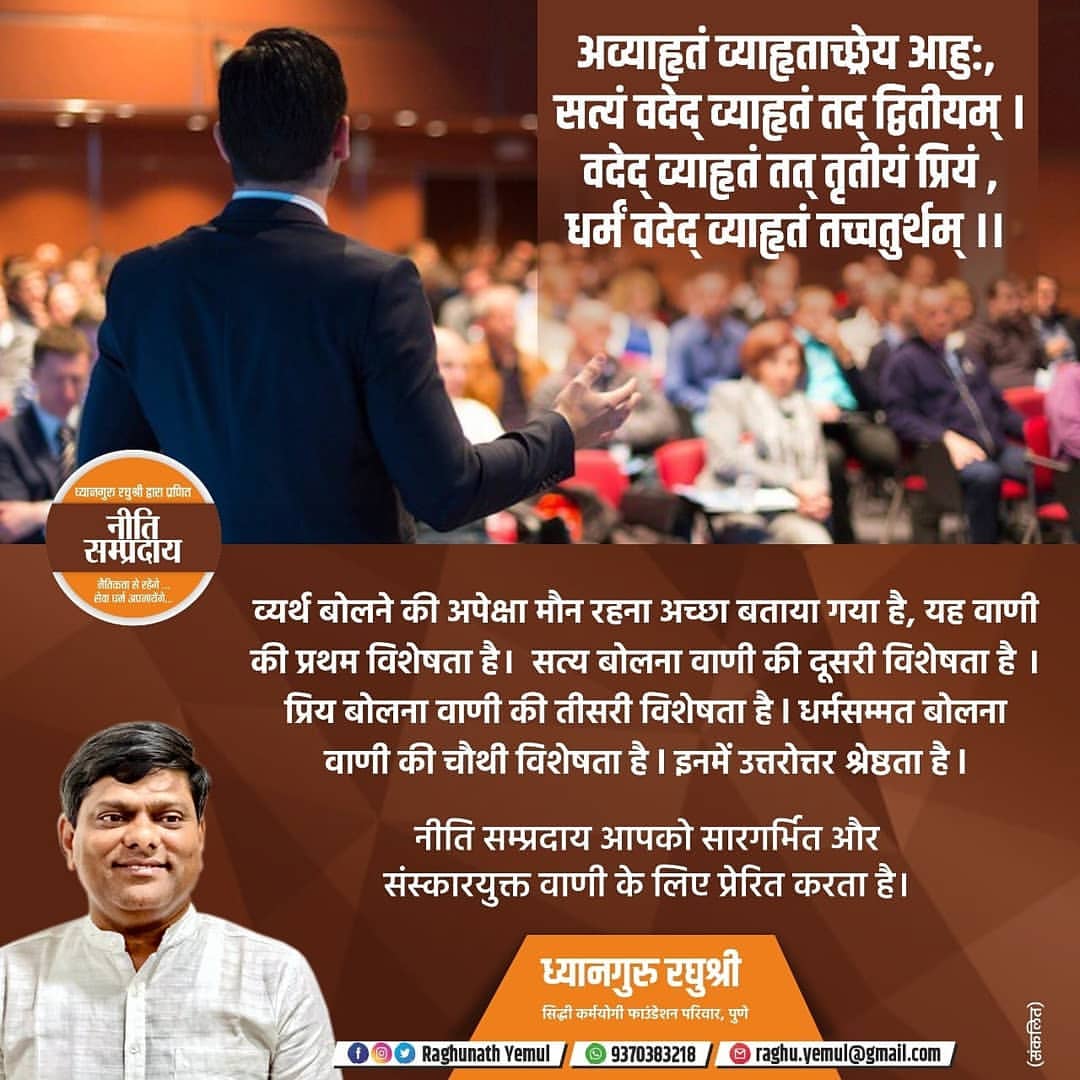 अव्याहृतं व्याहृताच्छ्रेय आहुः,
सत्यं वदेद् व्याहृतं तद् द्वितीयम् ।
वदेद् व्याहृतं तत् तृतीयं प्रियं ,
धर्मं वदेद् व्याहृतं तच्चतुर्थम् ।।
ध्यानगुरु रघुश्री द्वारा प्रणित
नीति
सम्प्रदाय
नैतिकता से रहेंगे ...
सेवा धर्म अपनायेंगे...
व्यर्थ बोलने की अपेक्षा मौन रहना अच्छा बताया गया है, यह वाणी
की प्रथम विशेषता है। सत्य बोलना वाणी की दूसरी विशेषता है ।
प्रिय बोलना वाणी की तीसरी विशेषता है । धर्मसम्मत बोलना
वाणी की चौथी विशेषता है । इनमें उत्तरोत्तर श्रेष्ठता है ।
नीति सम्प्रदाय आपको सारगर्भित और
संस्कारयुक्त वाणी के लिए प्रेरित करता है।
ध्यानगुरु रघुश्री
सिद्धी कर्मयोगी फाउंडेशन परिवार, पुणे
Raghunath Yemul 9370383218 raghu.yemul@gmail.com
(संकलित)